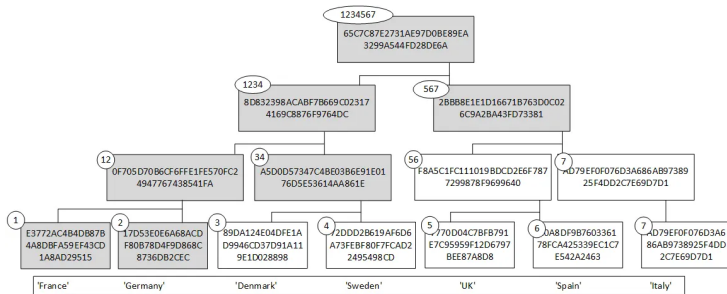 1234567
65C7C87E2731AE97D0BE89EA
3299A544FD28DE6A
1234
8D832398ACABF7B669C02317
4169C8876F9764DC
567
2BBB8E1E1D16671B763D0C02
6C9A2BA43FD73381
12
0F705D70B6CF6FFE1FE570FC2
4947767438541FA
34
A5D0D57347C4BE03B6E91E01
76D5E53614AA861E
56
F8A5C1FC111019BDCD2E6F787
7299878F9699640
7
AD79EF0F076D3A686AB97389
25F4DD2C7E69D7D1
1
E3772AC4B4DB87B
4A8DBFA59EF43CD
1A8AD29515
2
17D53E0E6A68ACD
F80B78D4F9D868C
8736DB2CEC
3
89DA124E04DFE1A
D9946CD37D91A11
9E1D028898
4
72DDD2B619AF6D6
A73FEBF80F7FCAD2
2495498CD
5
F770D04C7BFB791
E7C95959F12D6797
BEE87A8D8
6
0A8DF9B7603361
78FCA425339EC1C7
E542A2463
7
AD79EF0F076D3A6
86AB9738925F4DD
2C7E69D7D1
'France' 'Germany' 'Denmark' 'Sweden' 'UK' 'Spain' 'Italy'